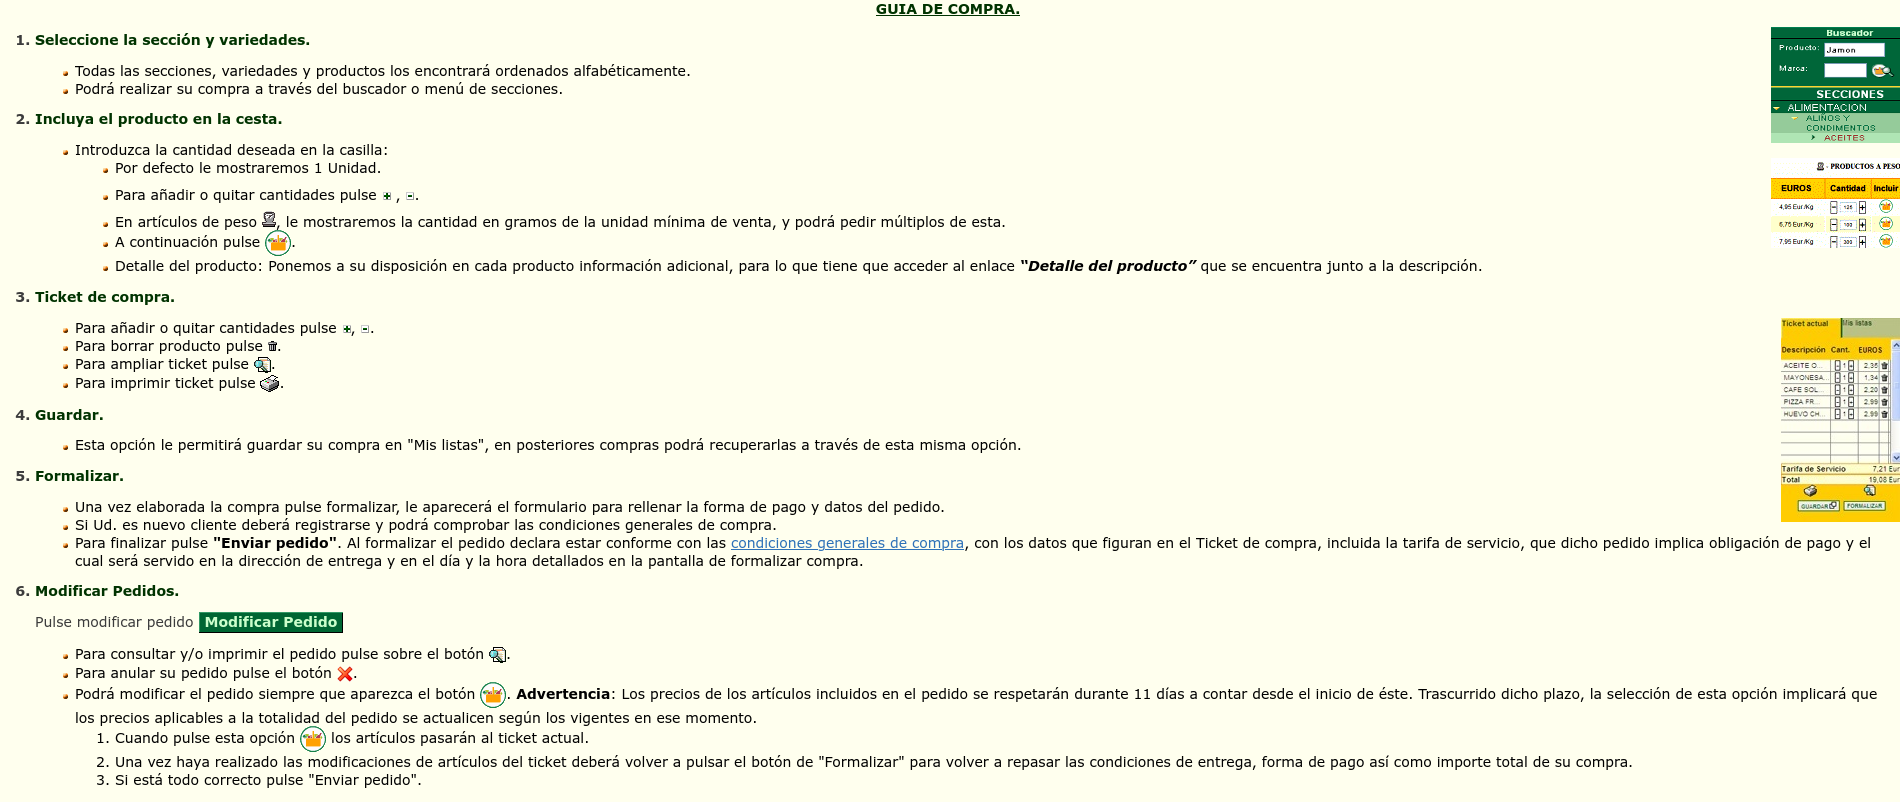 GUIA DE COMPRA.
1. Seleccione la sección y variedades.
Todas las secciones, variedades y productos los encontrará ordenados alfabéticamente.
Podrá realizar su compra a través del buscador o menú de secciones.
2. Incluya el producto en la cesta.
Introduzca la cantidad deseada en la casilla:
Por defecto le mostraremos 1 Unidad.
Para añadir o quitar cantidades pulse + , -.
En artículos de peso , le mostraremos la cantidad en gramos de la unidad mínima de venta, y podrá pedir múltiplos de esta.
A continuación pulse .
Detalle del producto: Ponemos a su disposición en cada producto información adicional, para lo que tiene que acceder al enlace “Detalle del producto” que se encuentra junto a la descripción.
3. Ticket de compra.
Para añadir o quitar cantidades pulse +, -.
Para borrar producto pulse .
Para ampliar ticket pulse .
Para imprimir ticket pulse .
4. Guardar.
Esta opción le permitirá guardar su compra en "Mis listas", en posteriores compras podrá recuperarlas a través de esta misma opción.
5. Formalizar.
Una vez elaborada la compra pulse formalizar, le aparecerá el formulario para rellenar la forma de pago y datos del pedido.
Si Ud. es nuevo cliente deberá registrarse y podrá comprobar las condiciones generales de compra.
Para finalizar pulse "Enviar pedido". Al formalizar el pedido declara estar conforme con las condiciones generales de compra, con los datos que figuran en el Ticket de compra, incluida la tarifa de servicio, que dicho pedido implica obligación de pago y el
cual será servido en la dirección de entrega y en el día y la hora detallados en la pantalla de formalizar compra.
6. Modificar Pedidos.
Pulse modificar pedido Modificar Pedido
Para consultar y/o imprimir el pedido pulse sobre el botón .
Para anular su pedido pulse el botón .
Podrá modificar el pedido siempre que aparezca el botón . Advertencia: Los precios de los artículos incluidos en el pedido se respetarán durante 11 días a contar desde el inicio de éste. Trascurrido dicho plazo, la selección de esta opción implicará que
los precios aplicables a la totalidad del pedido se actualicen según los vigentes en ese momento.
1. Cuando pulse esta opción los artículos pasarán al ticket actual.
2. Una vez haya realizado las modificaciones de artículos del ticket deberá volver a pulsar el botón de "Formalizar" para volver a repasar las condiciones de entrega, forma de pago así como importe total de su compra.
3. Si está todo correcto pulse "Enviar pedido".
Buscador
Producto: Jamon
Marca:
SECCIONES
ALIMENTACION
ALIÑOS Y
CONDIMENTOS
ACEITES
- PRODUCTOS A PESO
EUROS Cantidad Incluir
4,95 Eur/Kg - 125 +
6,75 Eur/Kg - 100 +
7,95 Eur/Kg - 300 +
Ticket actual Mis listas
Descripción Cant. EUROS
ACEITE O... - 1 + 2,35
MAYONESA... - 1 + 1,34
CAFE SOL... - 1 + 2,20
PIZZA FR... - 1 + 2,99
HUEVO CH... - 1 + 2,99
Tarifa de Servicio 7,21 Eur
Total 19,08 Eur
GUARDAR FORMALIZAR